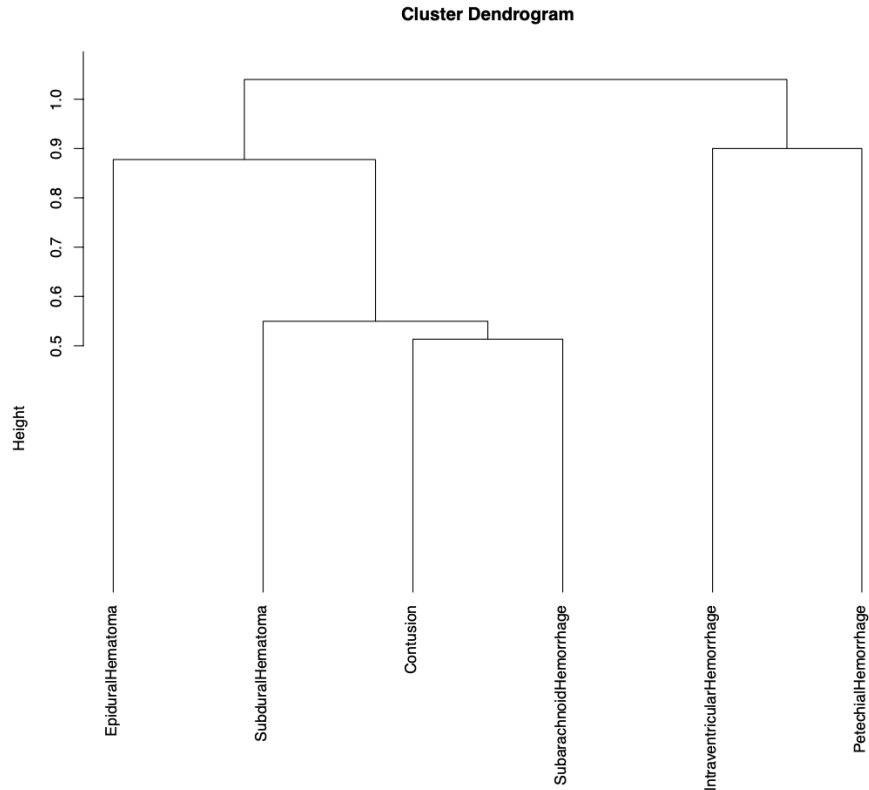 Cluster Dendrogram
1.0
0.9
0.8
0.7
0.6
0.5
Height
EpiduralHematoma
SubduralHematoma
Contusion
SubarachnoidHemorrhage
IntraventricularHemorrhage
PetechialHemorrhage